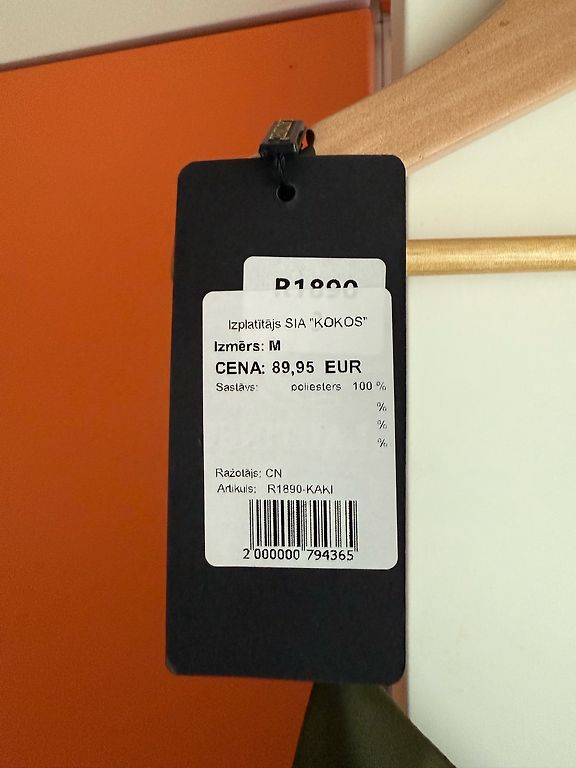 R1890
Izplatītājs SIA "KOKOS"
Izmērs: M
CENA: 89,95 EUR
Sastāvs: poliesters 100 %
%
%
%
Ražotājs: CN
Artikuls: R1890-KAKI
2 000000 794365